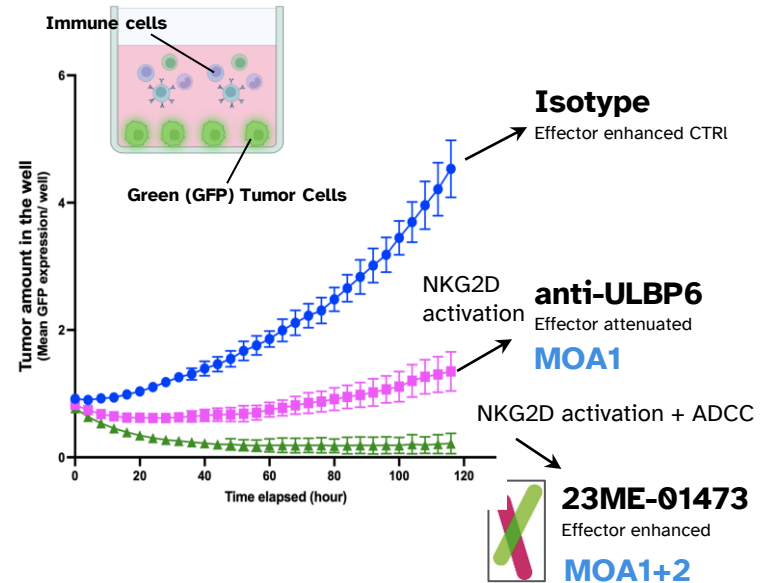 Immune cells
Green (GFP) Tumor Cells
Tumor amount in the well
(Mean GFP expression/ well)
6
4
2
0
0
20
40
60
80
100
120
Time elapsed (hour)
Isotype
Effector enhanced CTRl
NKG2D
activation
anti-ULBP6
Effector attenuated
MOA1
NKG2D activation + ADCC
23ME-01473
Effector enhanced
MOA1+2